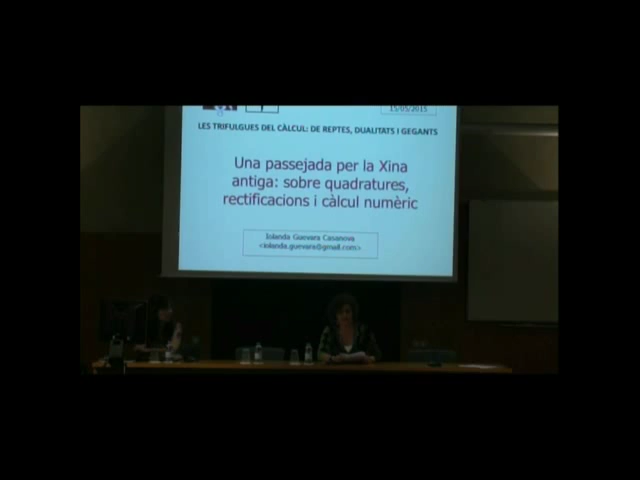 15/05/2015
LES TRIFULGUES DEL CÀLCUL: DE REPTES, DUALITATS I GEGANTS
Una passejada per la Xina
antiga: sobre quadratures,
rectificacions i càlcul numèric
Iolanda Guevara Casanova
<iolanda.guevara@gmail.com>